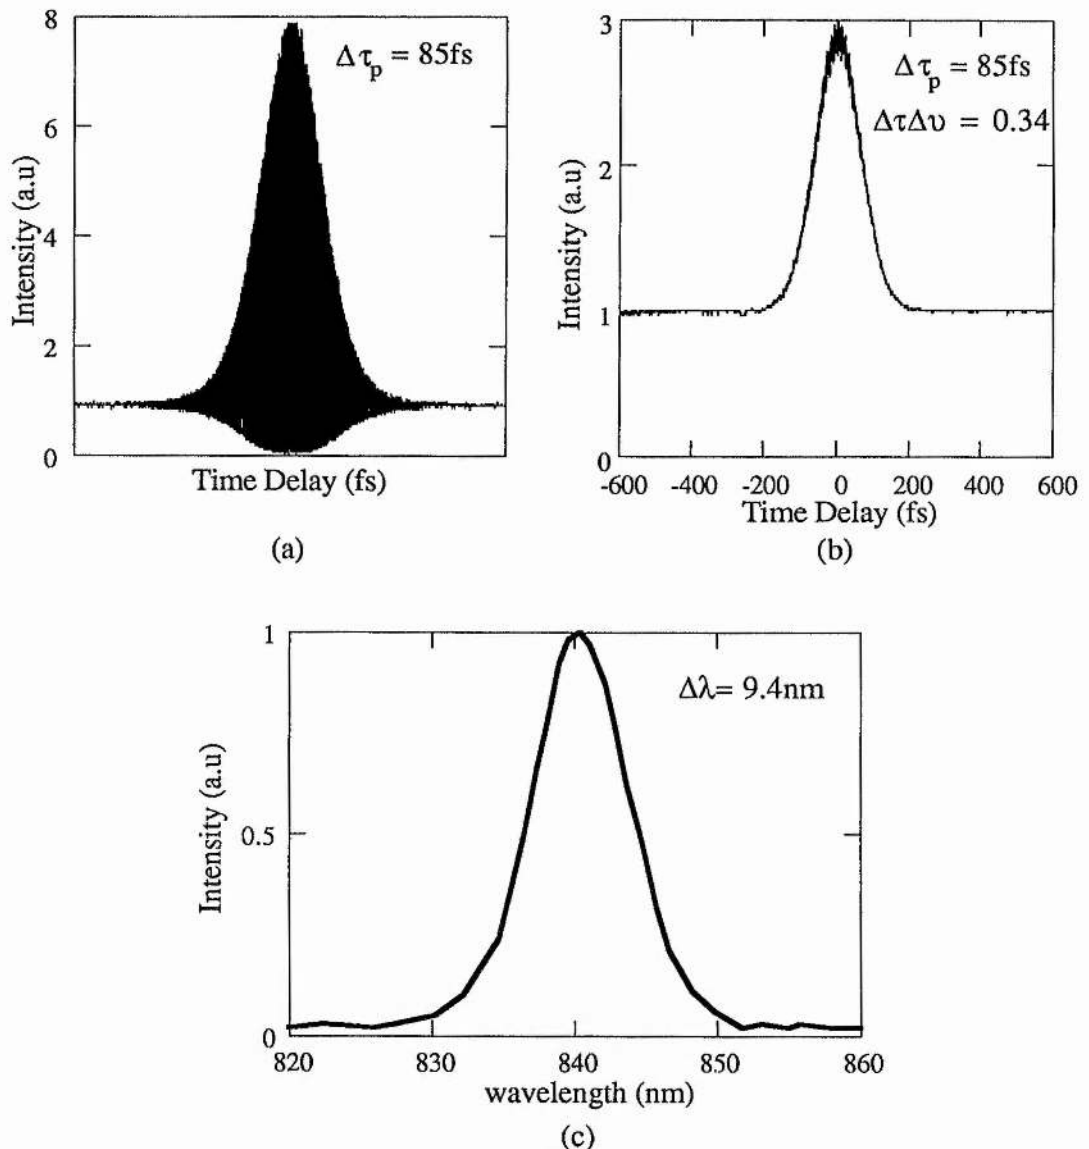 8
6
4
2
0
Intensity (a.u)
Δτp = 85fs
Time Delay (fs)
(a)
3
2
1
0
Intensity (a.u)
Δτp = 85fs
ΔτΔυ = 0.34
-600 -400 -200 0 200 400 600
Time Delay (fs)
(b)
1
0.5
0
Intensity (a.u)
Δλ= 9.4nm
820 830 840 850 860
wavelength (nm)
(c)